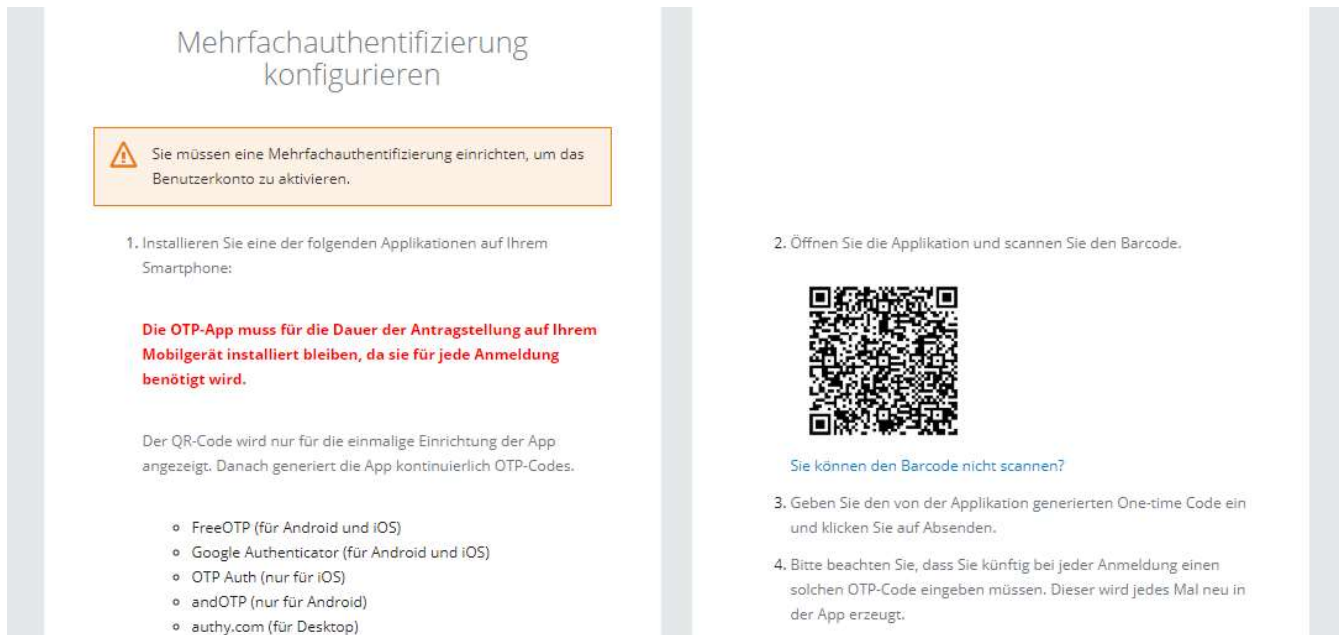 Mehrfachauthentifizierung
konfigurieren
Sie müssen eine Mehrfachauthentifizierung einrichten, um das
Benutzerkonto zu aktivieren.
1. Installieren Sie eine der folgenden Applikationen auf Ihrem
Smartphone:
Die OTP-App muss für die Dauer der Antragstellung auf Ihrem
Mobilgerät installiert bleiben, da sie für jede Anmeldung
benötigt wird.
Der QR-Code wird nur für die einmalige Einrichtung der App
angezeigt. Danach generiert die App kontinuierlich OTP-Codes.
FreeOTP (für Android und iOS)
Google Authenticator (für Android und iOS)
OTP Auth (nur für iOS)
andOTP (nur für Android)
authy.com (für Desktop)
2. Öffnen Sie die Applikation und scannen Sie den Barcode.
Sie können den Barcode nicht scannen?
3. Geben Sie den von der Applikation generierten One-time Code ein
und klicken Sie auf Absenden.
4. Bitte beachten Sie, dass Sie künftig bei jeder Anmeldung einen
solchen OTP-Code eingeben müssen. Dieser wird jedes Mal neu in
der App erzeugt.